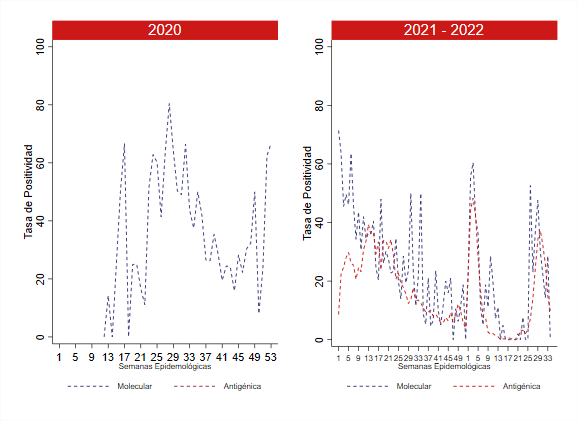 2020
Tasa de Positividad
100
80
60
40
20
0
1 5 9 13 17 21 25 29 33 37 41 45 49 53
Semanas Epidemológicas
Molecular Antigénica
2021 - 2022
Tasa de Positividad
100
80
60
40
20
0
1 5 9 13 17 21 25 29 33 37 41 45 49 1 5 9 13 17 21 25 29 33
Semanas Epidemológicas
Molecular Antigénica